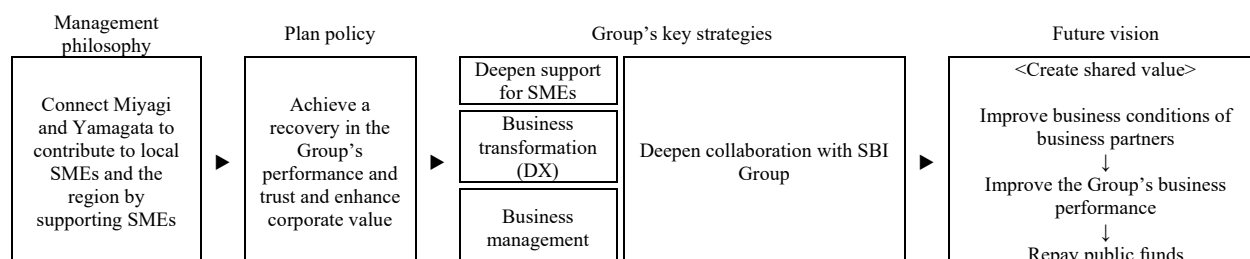 Management
philosophy
Plan policy
Group's key strategies
Future vision
Connect Miyagi
and Yamagata to
contribute to local
SMEs and the
region by
supporting SMEs
▶
Achieve a
recovery in the
Group's
performance and
trust and enhance
corporate value
▶
Deepen support
for SMEs
Business
transformation
(DX)
Business
management
Deepen collaboration with SBI
Group
▶
<Create shared value>
Improve business conditions of
business partners
↓
Improve the Group's business
performance
↓
Repay public funds